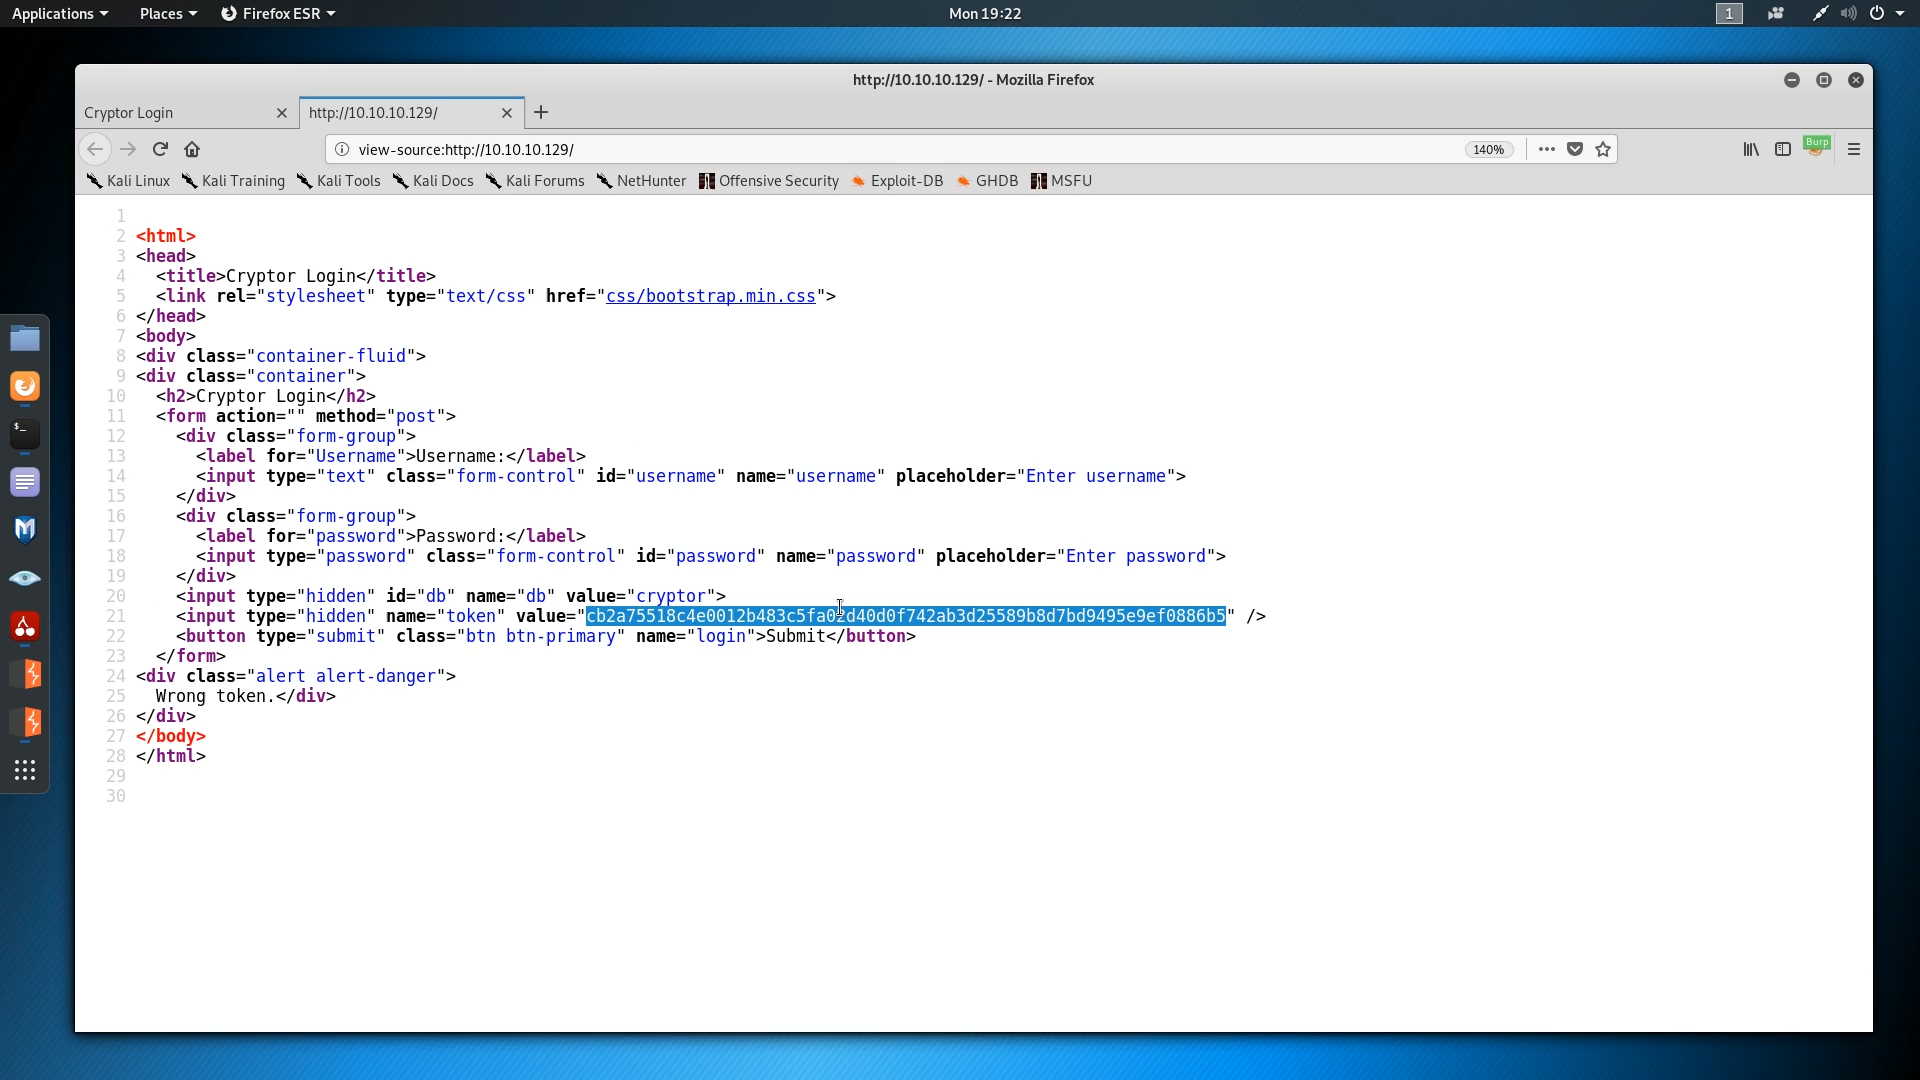 Applications Places Firefox ESR Mon 19:22 1
http://10.10.10.129/ - Mozilla Firefox
Cryptor Login http://10.10.10.129/
view-source:http://10.10.10.129/ 140% Burp
Kali Linux Kali Training Kali Tools Kali Docs Kali Forums NetHunter Offensive Security Exploit-DB GHDB MSFU
1
2 <html>
3 <head>
4   <title>Cryptor Login</title>
5   <link rel="stylesheet" type="text/css" href="css/bootstrap.min.css">
6 </head>
7 <body>
8 <div class="container-fluid">
9 <div class="container">
10   <h2>Cryptor Login</h2>
11   <form action="" method="post">
12     <div class="form-group">
13       <label for="Username">Username:</label>
14       <input type="text" class="form-control" id="username" name="username" placeholder="Enter username">
15     </div>
16     <div class="form-group">
17       <label for="password">Password:</label>
18       <input type="password" class="form-control" id="password" name="password" placeholder="Enter password">
19     </div>
20     <input type="hidden" id="db" name="db" value="cryptor">
21     <input type="hidden" name="token" value="cb2a75518c4e0012b483c5fa02d40d0f742ab3d25589b8d7bd9495e9ef0886b5" />
22     <button type="submit" class="btn btn-primary" name="login">Submit</button>
23   </form>
24 <div class="alert alert-danger">
25   Wrong token.</div>
26 </div>
27 </body>
28 </html>
29
30